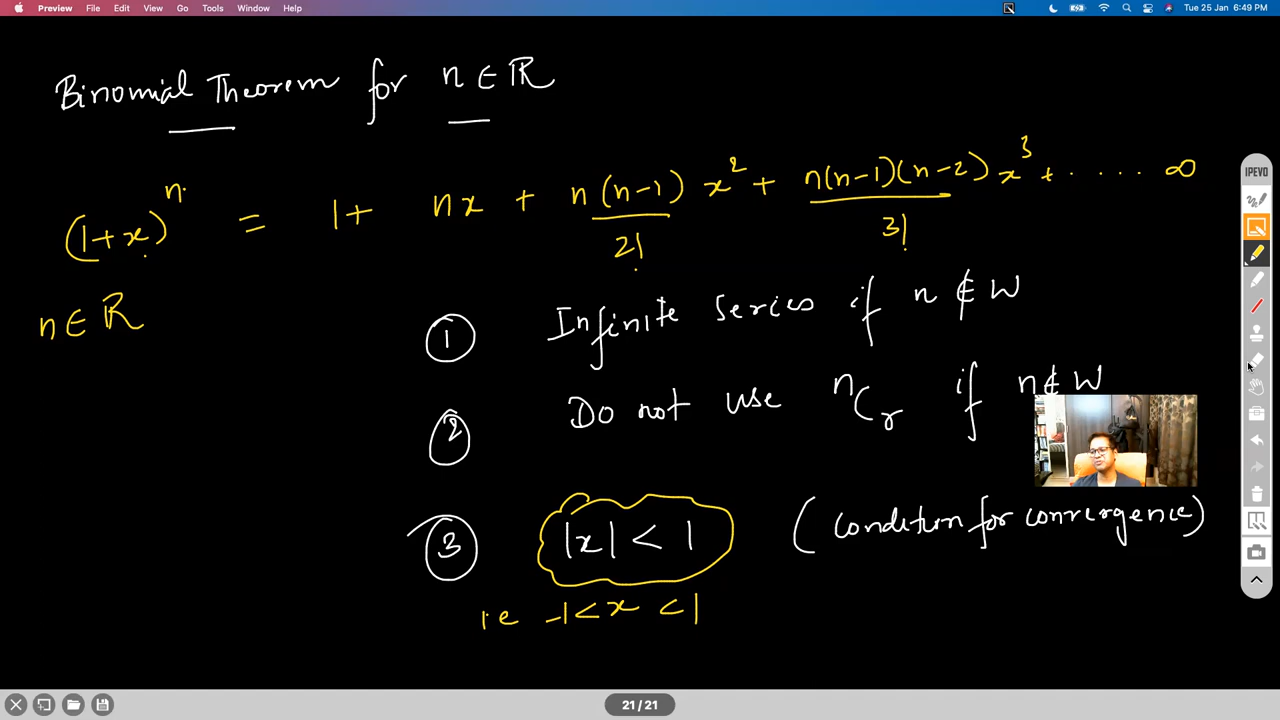 Preview File Edit View Go Tools Window Help Tue 25 Jan 6:49 PM
Binomial Theorem for n ∈ ℝ
(1+x)^n = 1 + nx + n(n-1)/2! x^2 + n(n-1)(n-2)/3! x^3 + ...... ∞
n ∈ ℝ
① Infinite series if n ∉ W
② Do not use nCr if n ∉ W
③ |x| < 1 (condition for convergence)
i.e -1 < x < 1
IPEVO
21 / 21